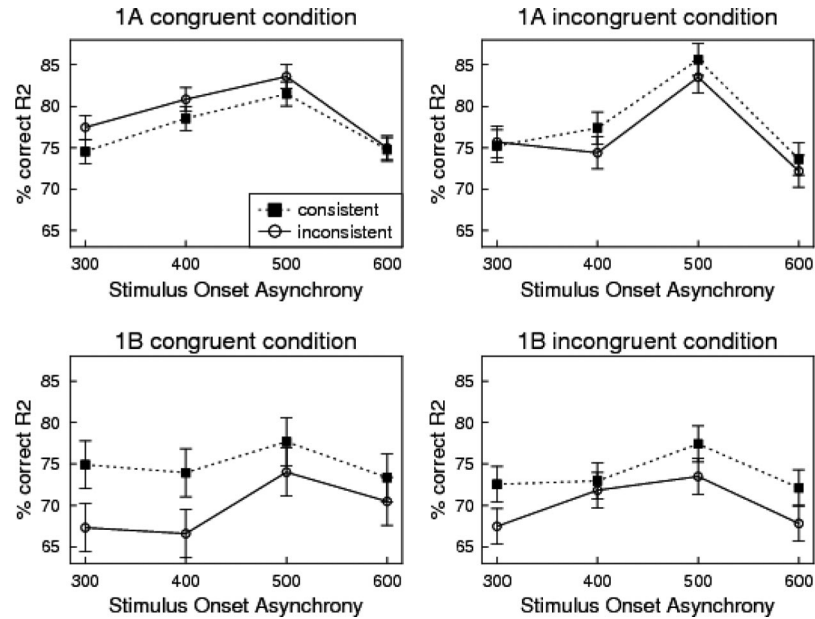 1A congruent condition
% correct R2
85
80
75
70
65
consistent
inconsistent
300 400 500 600
Stimulus Onset Asynchrony
1A incongruent condition
% correct R2
85
80
75
70
65
300 400 500 600
Stimulus Onset Asynchrony
1B congruent condition
% correct R2
85
80
75
70
65
300 400 500 600
Stimulus Onset Asynchrony
1B incongruent condition
% correct R2
85
80
75
70
65
300 400 500 600
Stimulus Onset Asynchrony